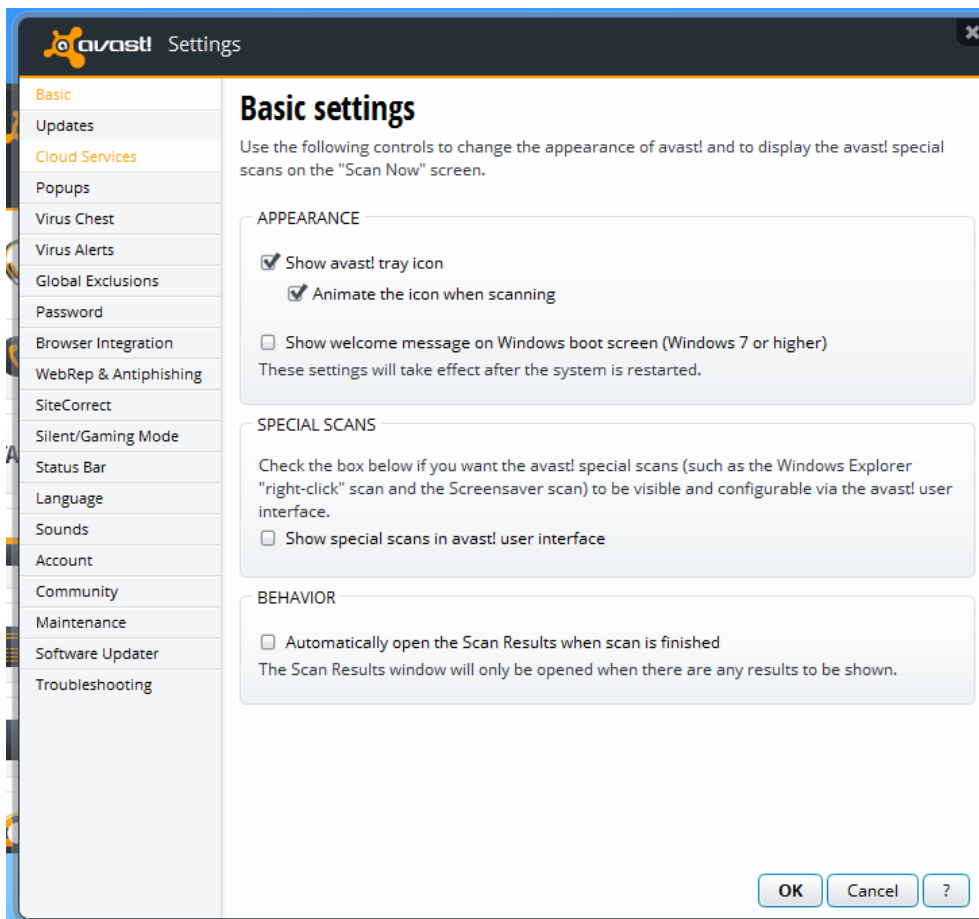 avast! Settings
Basic
Updates
Cloud Services
Popups
Virus Chest
Virus Alerts
Global Exclusions
Password
Browser Integration
WebRep & Antiphishing
SiteCorrect
Silent/Gaming Mode
Status Bar
Language
Sounds
Account
Community
Maintenance
Software Updater
Troubleshooting
Basic settings
Use the following controls to change the appearance of avast! and to display the avast! special
scans on the "Scan Now" screen.
APPEARANCE
Show avast! tray icon
Animate the icon when scanning
Show welcome message on Windows boot screen (Windows 7 or higher)
These settings will take effect after the system is restarted.
SPECIAL SCANS
Check the box below if you want the avast! special scans (such as the Windows Explorer
"right-click" scan and the Screensaver scan) to be visible and configurable via the avast! user
interface.
Show special scans in avast! user interface
BEHAVIOR
Automatically open the Scan Results when scan is finished
The Scan Results window will only be opened when there are any results to be shown.
OK Cancel ?